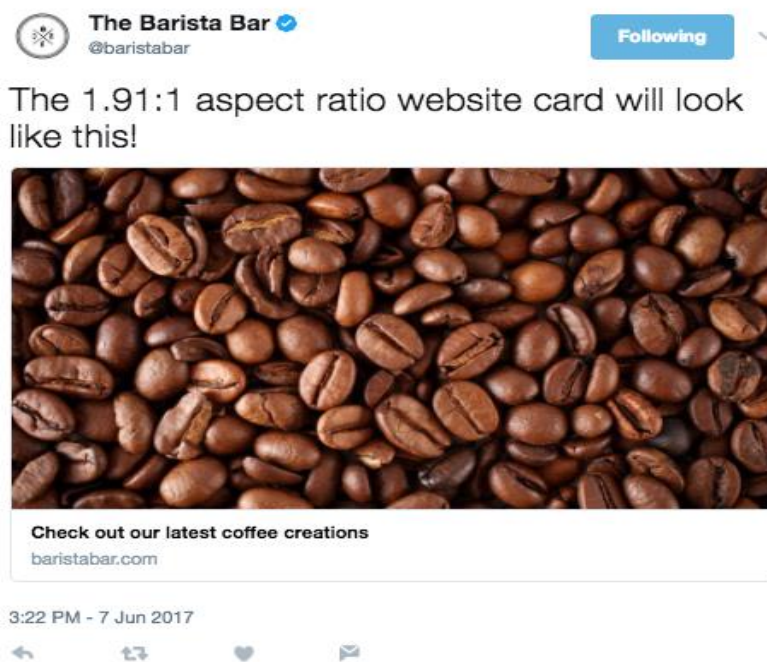 The Barista Bar
@baristabar
Following
The 1.91:1 aspect ratio website card will look
like this!
Check out our latest coffee creations
baristabar.com
3:22 PM - 7 Jun 2017